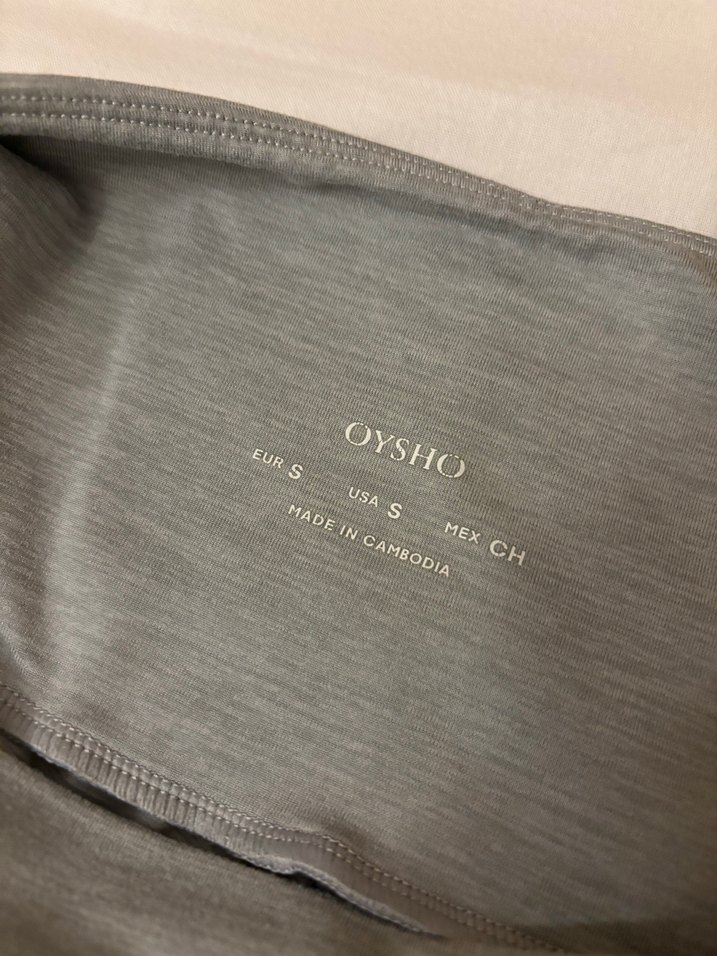 OYSHO
EUR S USA S MEX CH
MADE IN CAMBODIA